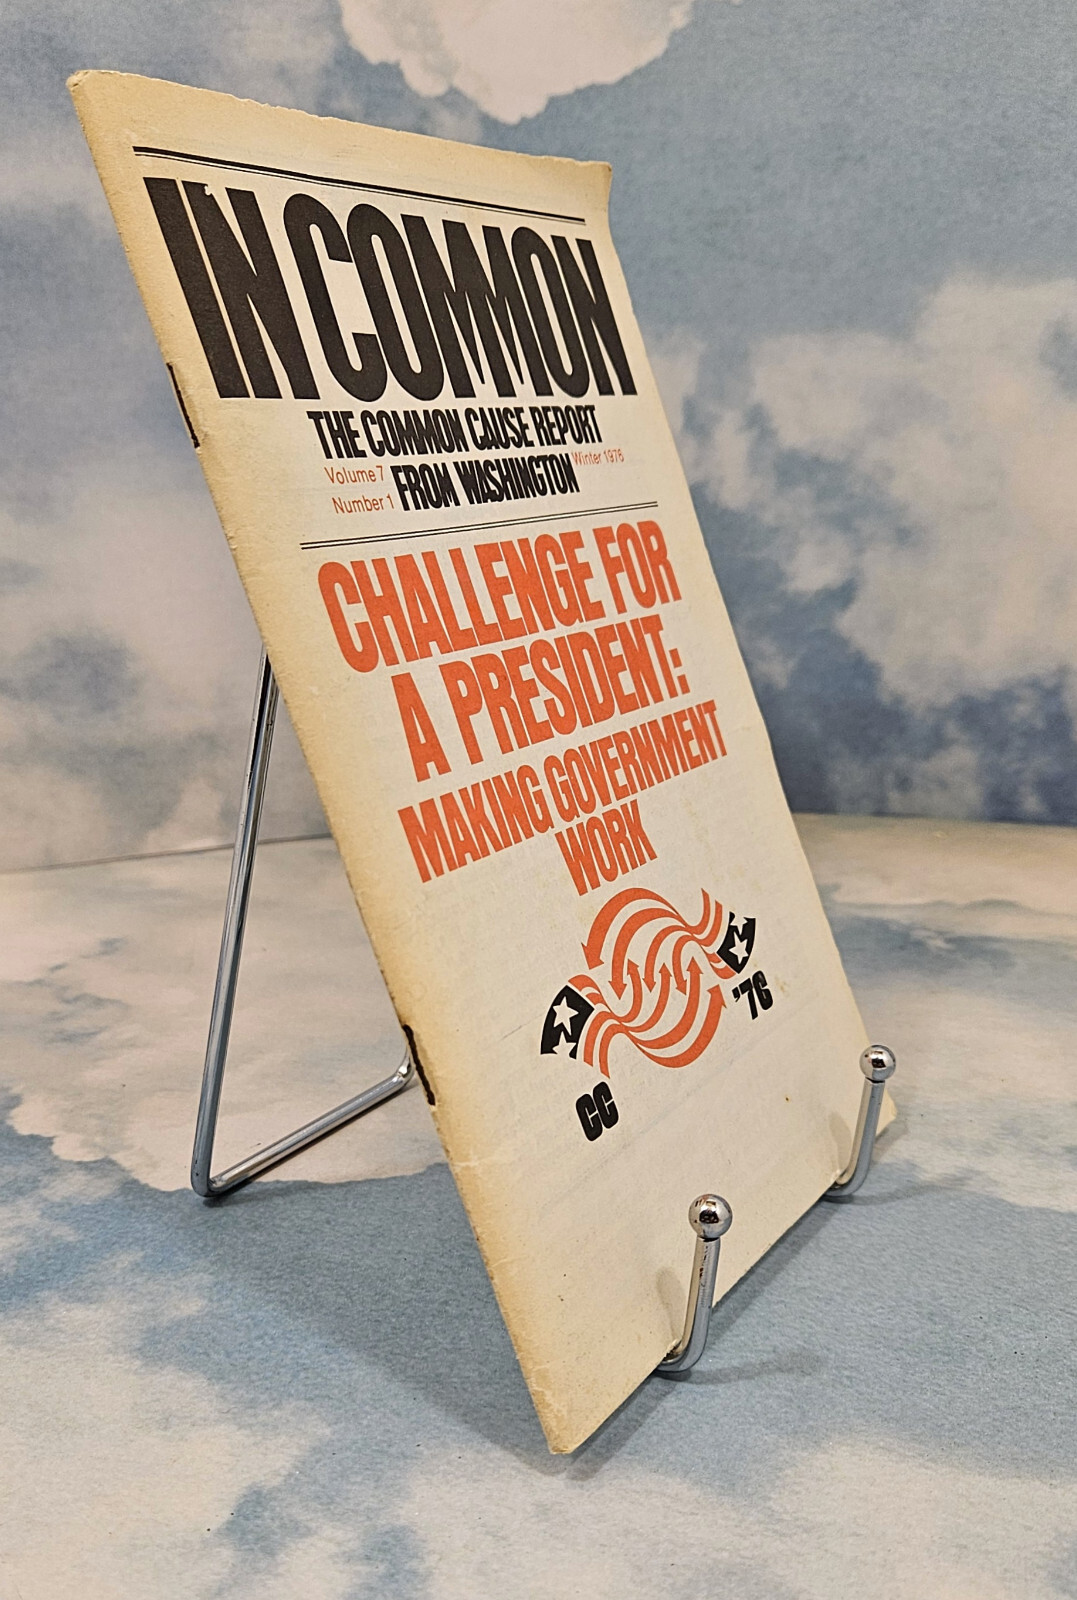 IN COMMON
THE COMMON CAUSE REPORT
FROM WASHINGTON
Volume 7
Number 1
Winter 1976
CHALLENGE FOR
A PRESIDENT:
MAKING GOVERNMENT
WORK
'76
CC